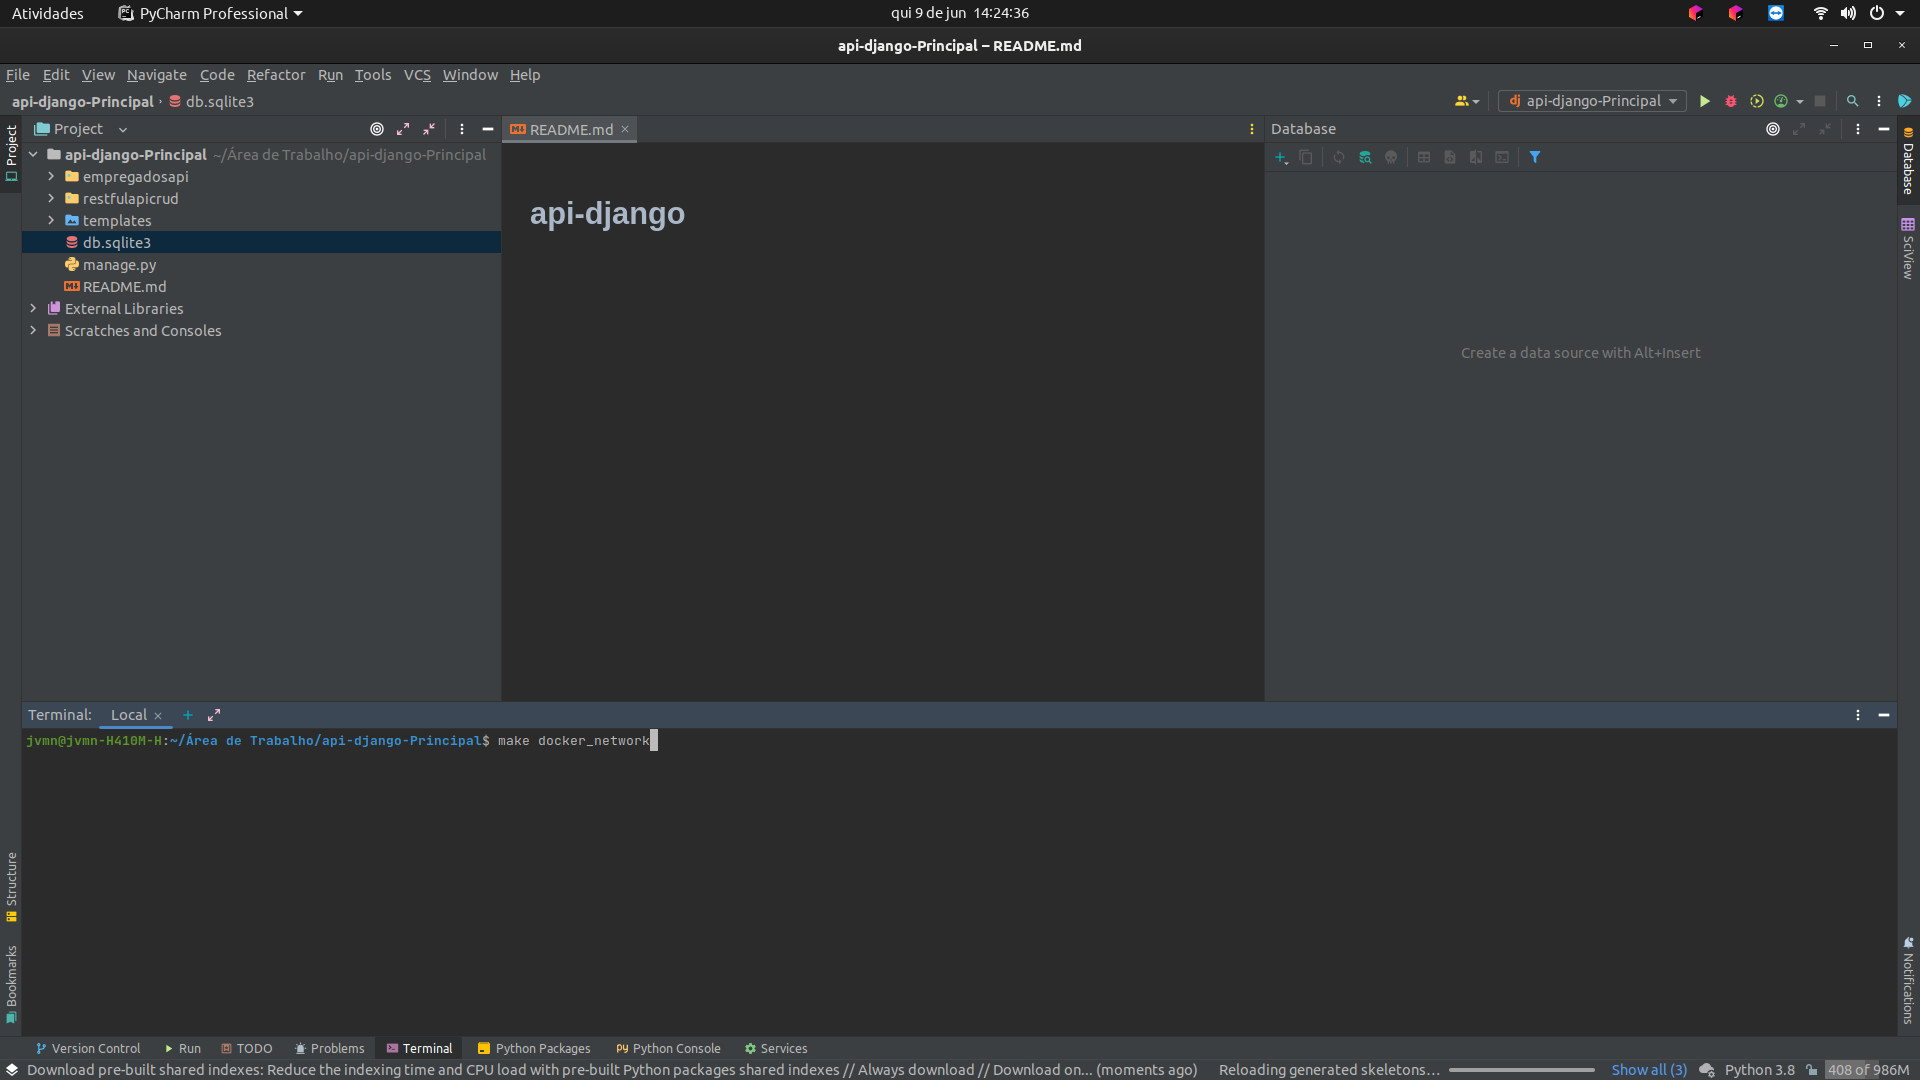 Atividades
PyCharm Professional
qui 9 de jun 14:24:36
api-django-Principal – README.md
File Edit View Navigate Code Refactor Run Tools VCS Window Help
api-django-Principal › db.sqlite3
dj api-django-Principal
Project
README.md
Database
Project
api-django-Principal ~/Área de Trabalho/api-django-Principal
empregadosapi
restfulapicrud
templates
db.sqlite3
manage.py
README.md
External Libraries
Scratches and Consoles
api-django
Create a data source with Alt+Insert
Database
SciView
Notifications
Structure
Bookmarks
Terminal: Local
jvmn@jvmn-H410M-H:~/Área de Trabalho/api-django-Principal$ make docker_network
Version Control Run TODO Problems Terminal Python Packages Python Console Services
Download pre-built shared indexes: Reduce the indexing time and CPU load with pre-built Python packages shared indexes // Always download // Download on... (moments ago) Reloading generated skeletons... Show all (3) Python 3.8 408 of 986M